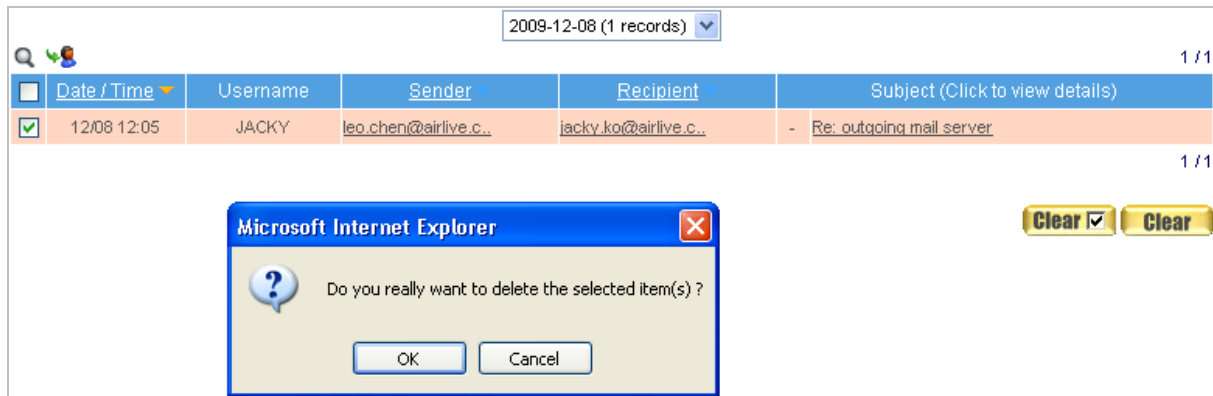 2009-12-08 (1 records)
1 / 1
Date / Time Username Sender Recipient Subject (Click to view details)
12/08 12:05 JACKY leo.chen@airlive.c.. jacky.ko@airlive.c.. - Re: outgoing mail server
1 / 1
Clear Clear
Microsoft Internet Explorer
Do you really want to delete the selected item(s) ?
OK Cancel